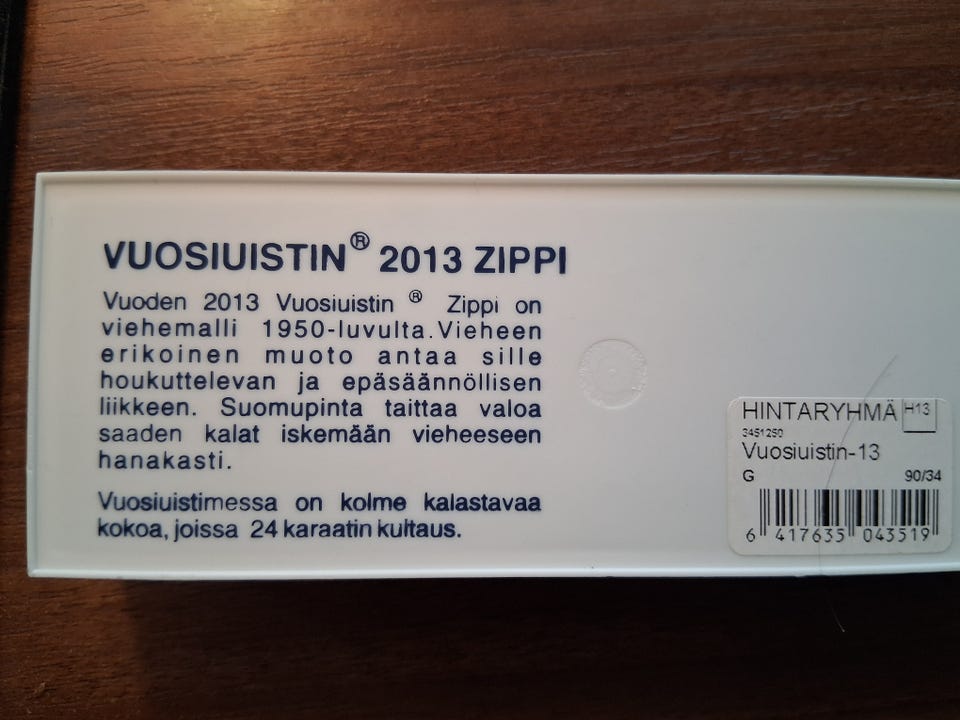 VUOSIUISTIN® 2013 ZIPPI
Vuoden 2013 Vuosiuistin ® Zippi on
viehemalli 1950-luvulta.Vieheen
erikoinen muoto antaa sille
houkuttelevan ja epäsäännöllisen
liikkeen. Suomupinta taittaa valoa
saaden kalat iskemään vieheeseen
hanakasti.
Vuosiuistimessa on kolme kalastavaa
kokoa, joissa 24 karaatin kultaus.
HINTARYHMÄ H13
3451250
Vuosiuistin-13
G 90/34
6 417635 043519